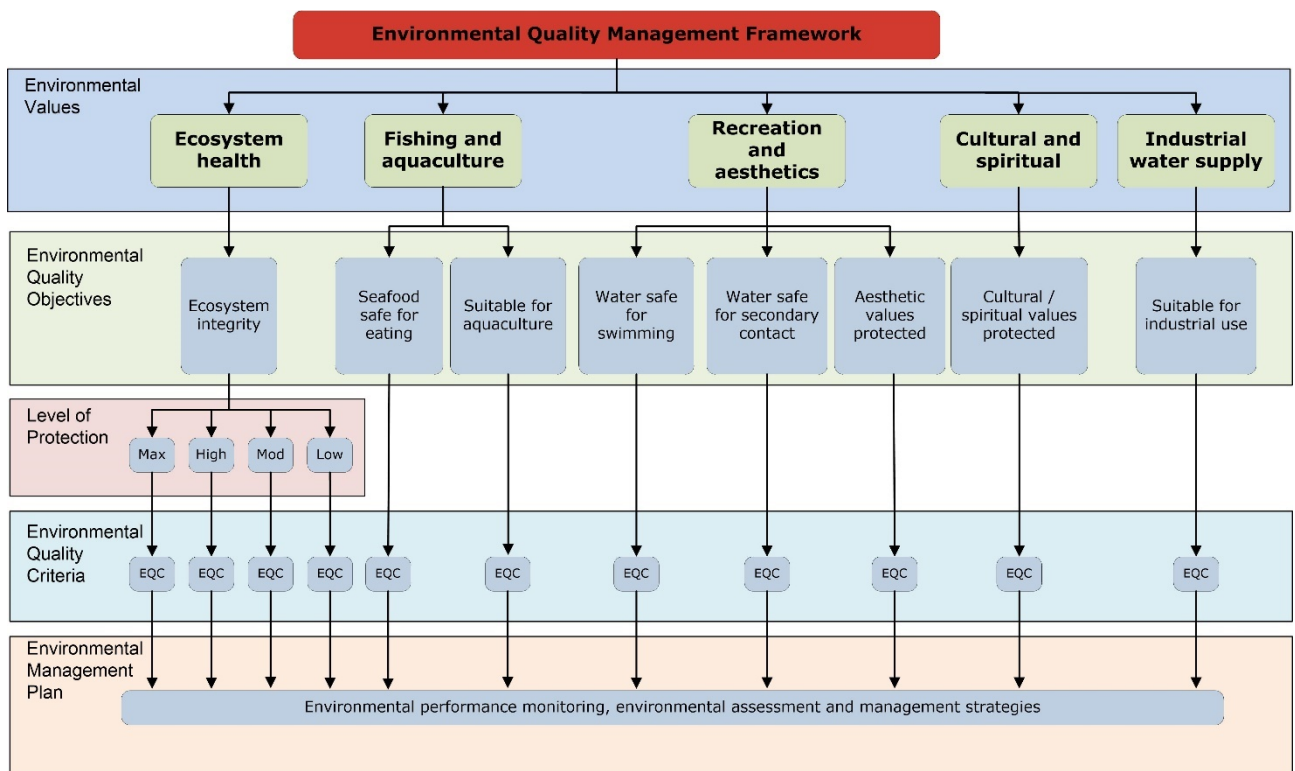 Environmental Quality Management Framework
Environmental
Values
Ecosystem
health
Fishing and
aquaculture
Recreation
and
aesthetics
Cultural and
spiritual
Industrial
water supply
Environmental
Quality
Objectives
Ecosystem
integrity
Seafood
safe for
eating
Suitable for
aquaculture
Water safe
for
swimming
Water safe
for secondary
contact
Aesthetic
values
protected
Cultural /
spiritual values
protected
Suitable for
industrial use
Level of
Protection
Max
High
Mod
Low
Environmental
Quality
Criteria
EQC
EQC
EQC
EQC
EQC
EQC
EQC
EQC
EQC
EQC
EQC
Environmental
Management
Plan
Environmental performance monitoring, environmental assessment and management strategies